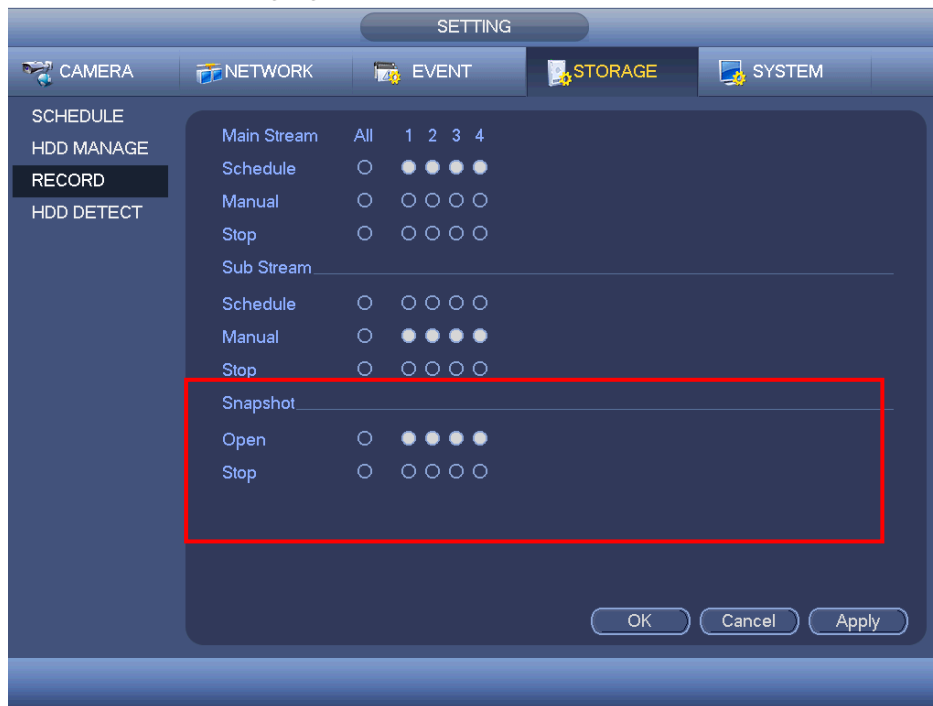 SETTING
CAMERA NETWORK EVENT STORAGE SYSTEM
SCHEDULE
HDD MANAGE
RECORD
HDD DETECT
Main Stream All 1 2 3 4
Schedule
Manual
Stop
Sub Stream
Schedule
Manual
Stop
Snapshot
Open
Stop
OK Cancel Apply